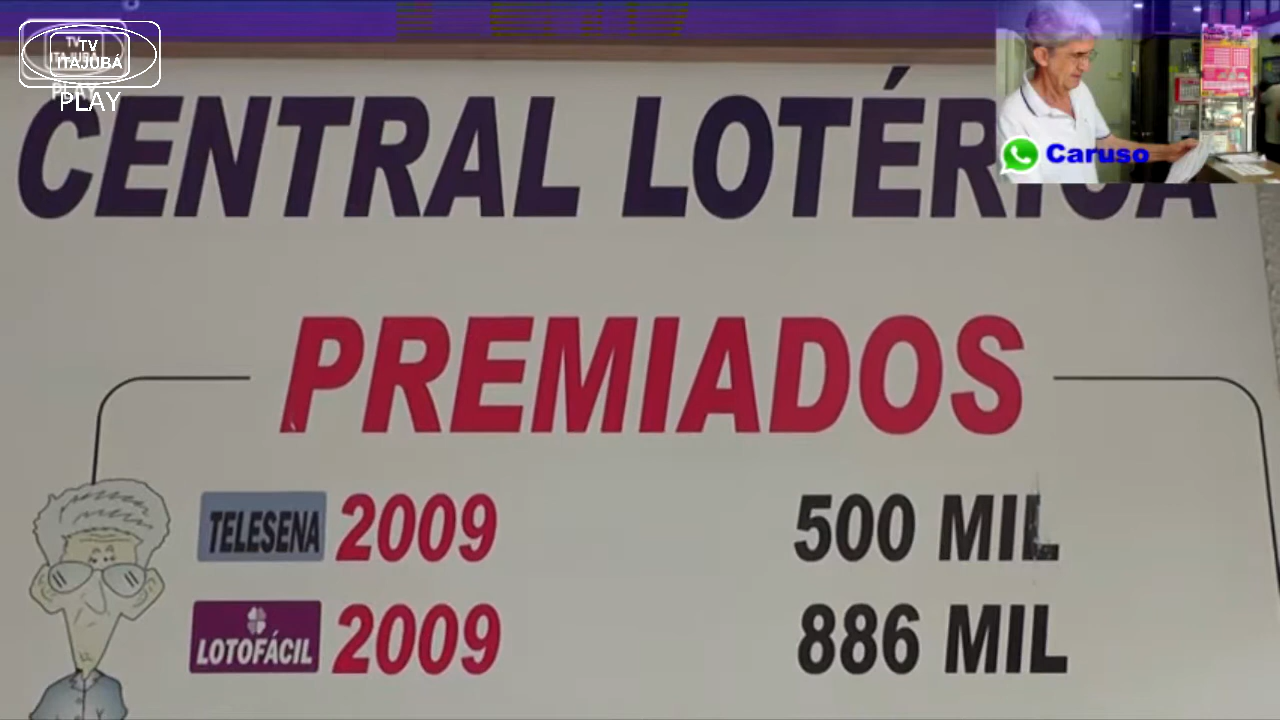 TV
ITAJUBÁ
PLAY
CENTRAL LOTÉRICA
Caruso
PREMIADOS
TELESENA 2009 500 MIL
LOTOFÁCIL 2009 886 MIL